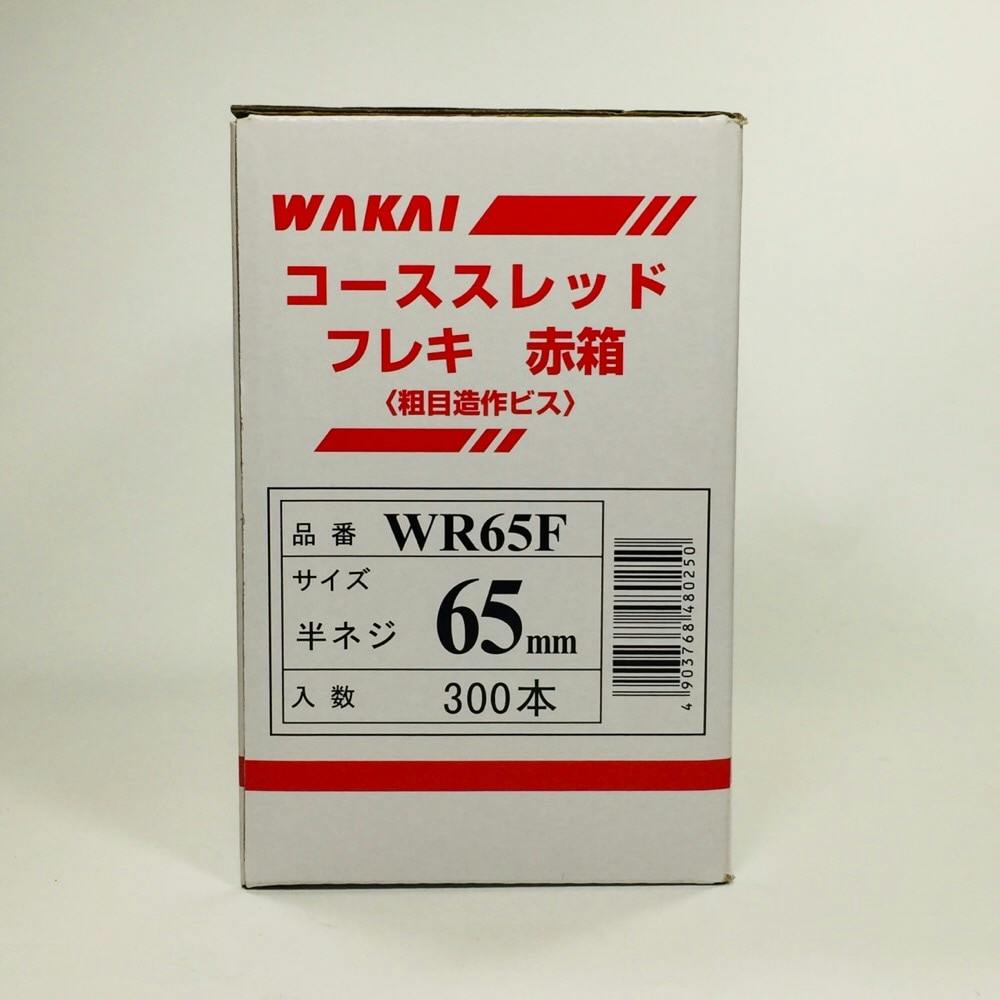 WAKAI
コーススレッド
フレキ 赤箱
〈粗目造作ビス〉
品番 WR65F
サイズ
半ネジ 65mm
入数 300本
4903768480250